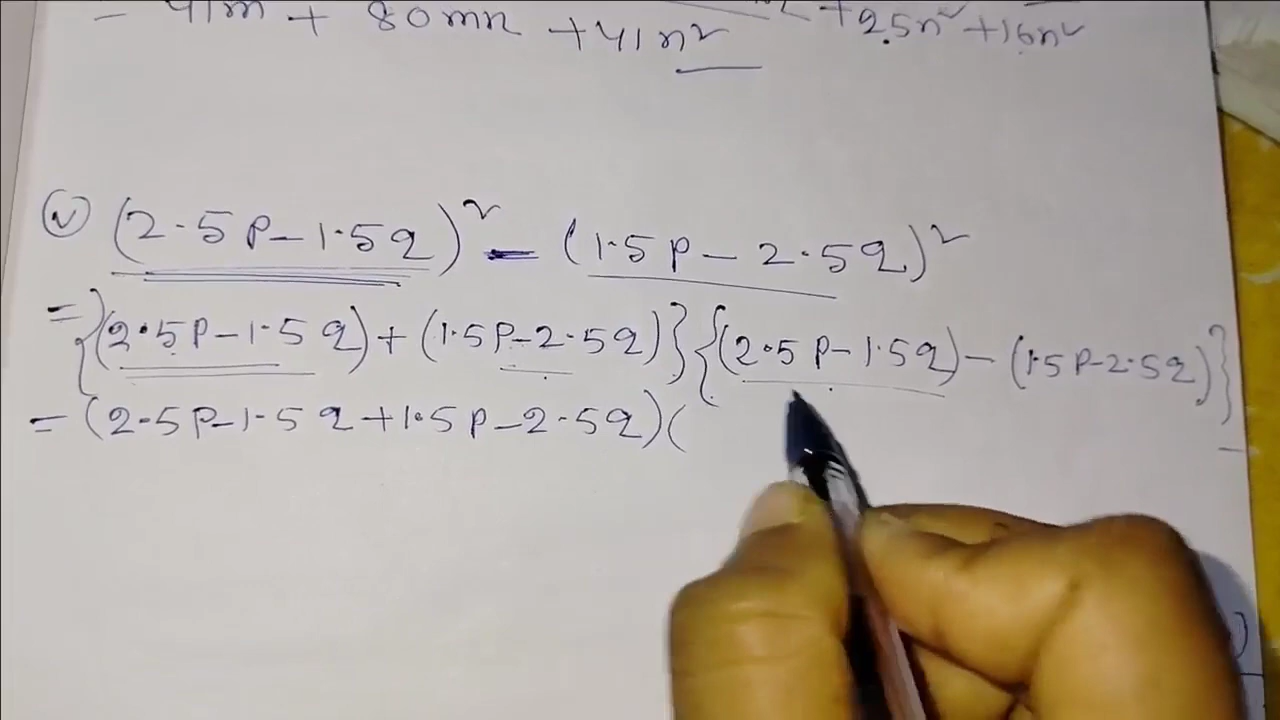 - 41m + 80mn + 41n² + 25n² + 16n²
(v) (2.5p - 1.5q)² - (1.5p - 2.5q)²
= {(2.5p - 1.5q) + (1.5p - 2.5q)} {(2.5p - 1.5q) - (1.5p - 2.5q)}
= (2.5p - 1.5q + 1.5p - 2.5q) (